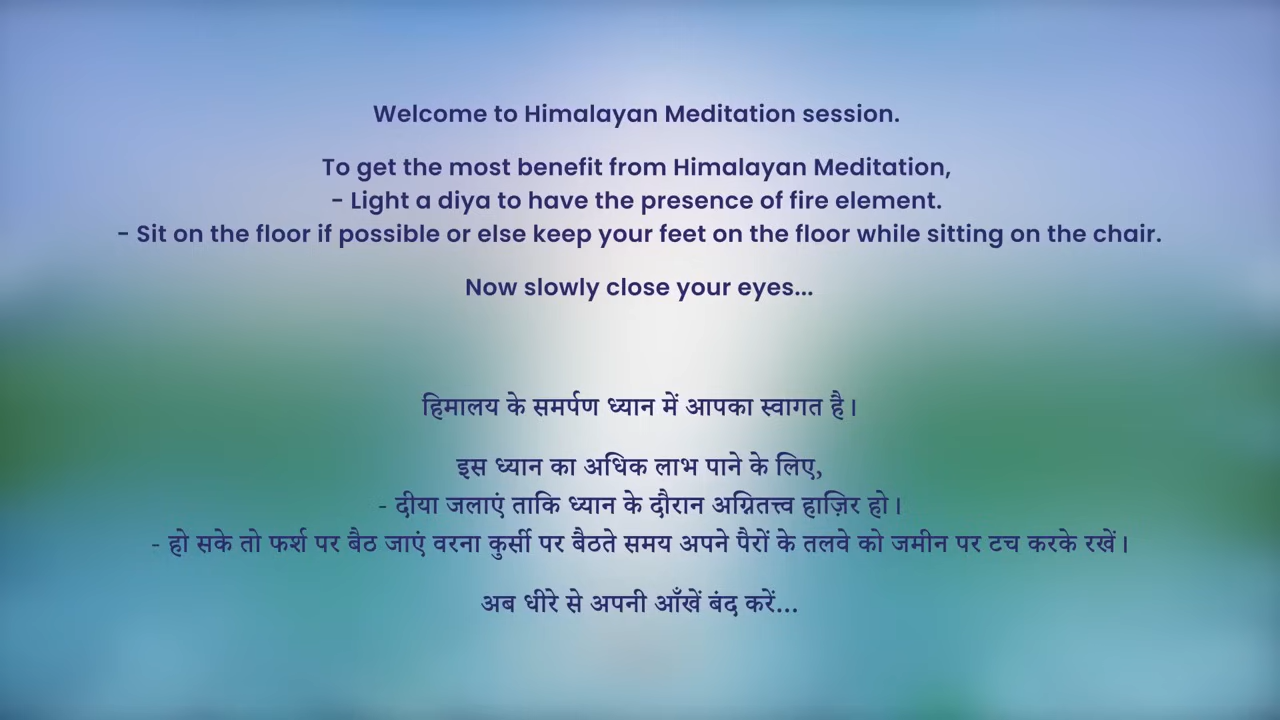 Welcome to Himalayan Meditation session.
To get the most benefit from Himalayan Meditation,
- Light a diya to have the presence of fire element.
- Sit on the floor if possible or else keep your feet on the floor while sitting on the chair.
Now slowly close your eyes...
हिमालय के समर्पण ध्यान में आपका स्वागत है।
इस ध्यान का अधिक लाभ पाने के लिए,
- दीया जलाएं ताकि ध्यान के दौरान अग्नितत्त्व हाज़िर हो।
- हो सके तो फर्श पर बैठ जाएं वरना कुर्सी पर बैठते समय अपने पैरों के तलवे को जमीन पर टच करके रखें।
अब धीरे से अपनी आँखें बंद करें...